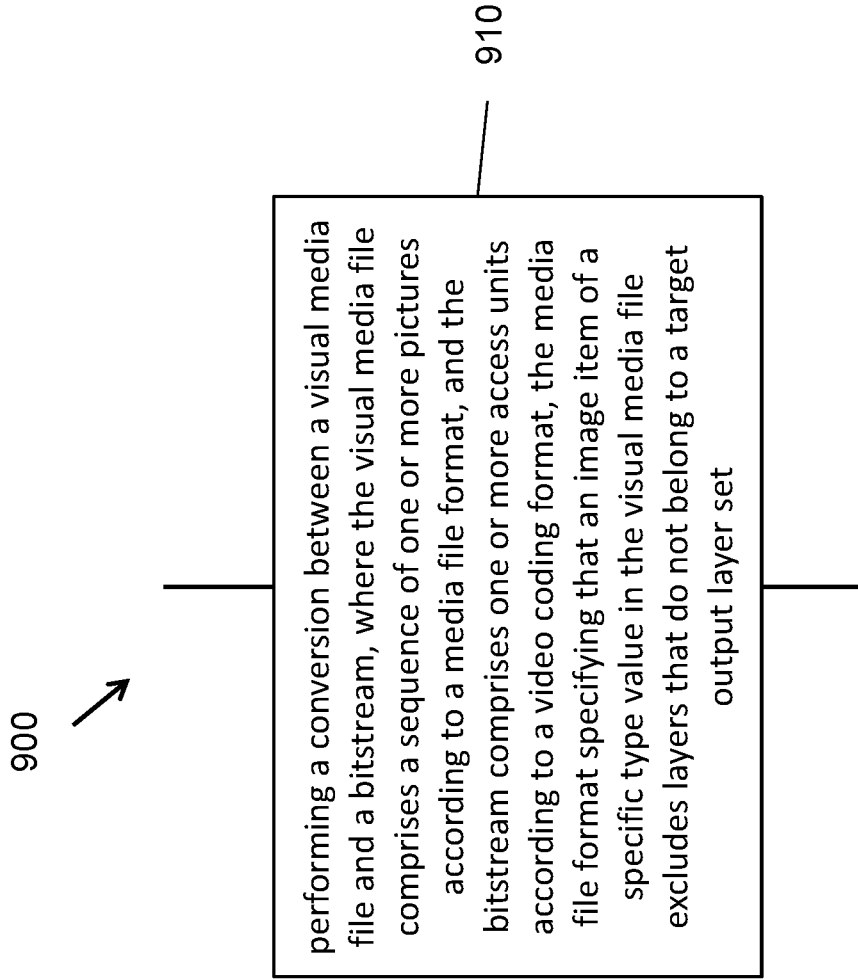 900
performing a conversion between a visual media
file and a bitstream, where the visual media file
comprises a sequence of one or more pictures
according to a media file format, and the
bitstream comprises one or more access units
according to a video coding format, the media
file format specifying that an image item of a
specific type value in the visual media file
excludes layers that do not belong to a target
output layer set
910